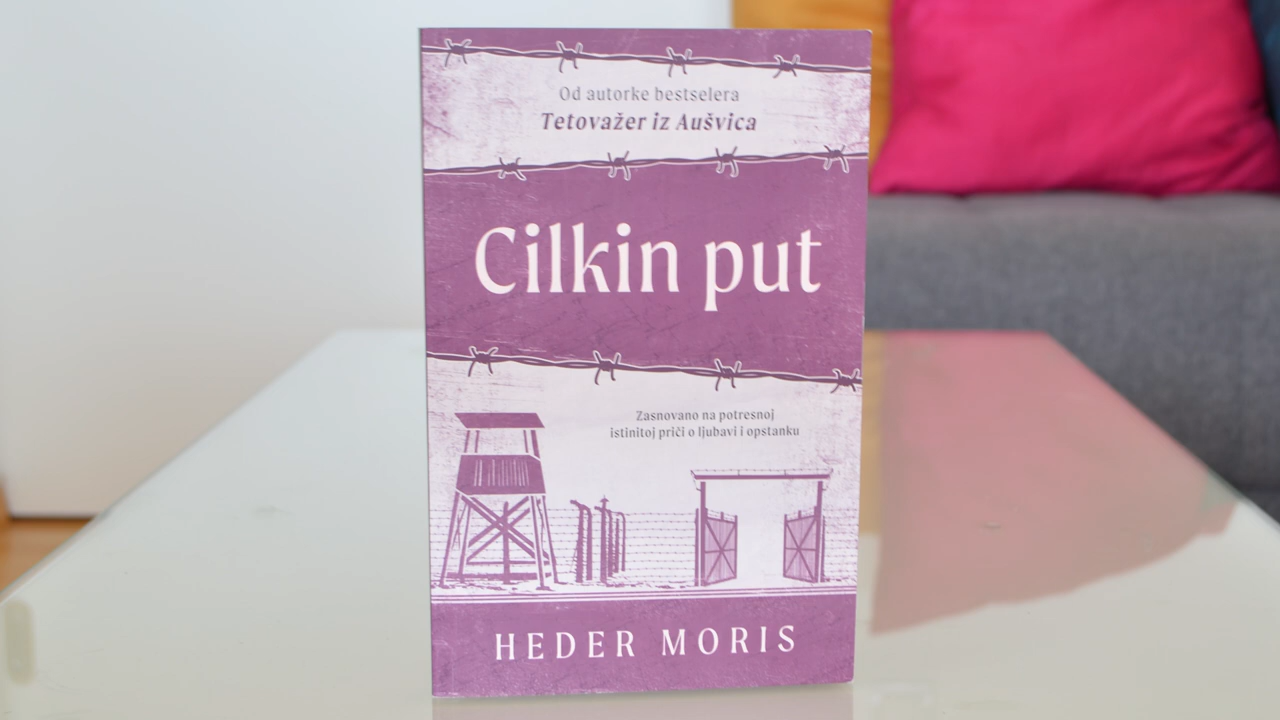 Od autorke bestselera
Tetovažer iz Aušvica
Cilkin put
Zasnovano na potresnoj
istinitoj priči o ljubavi i opstanku
HEDER MORIS